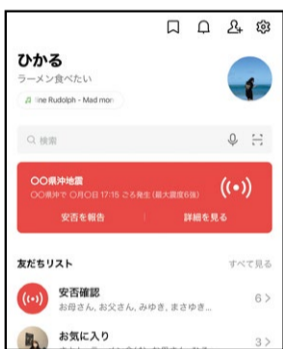 ひかる
ラーメン食べたい
ine Rudolph - Mad mor
検索
〇〇県沖地震
〇〇県沖で 〇月〇日 17:15 ごろ発生 (最大震度6強)
安否を報告
詳細を見る
友だちリスト
すべて見る
安否確認
お母さん、お父さん、みゆき、まさゆき...
6
お気に入り
3